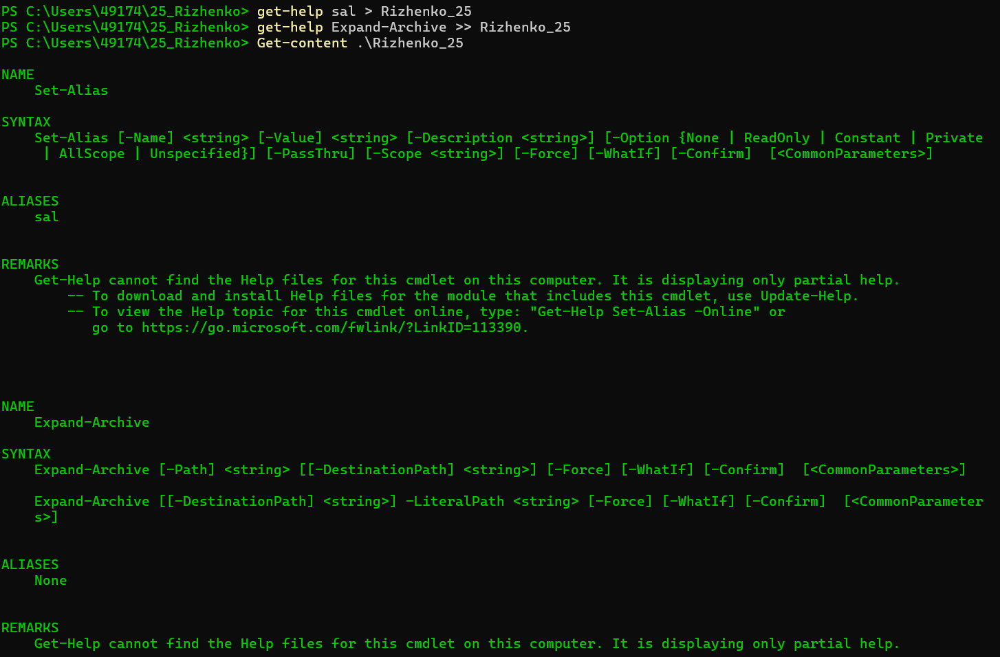 PS C:\Users\49174\25_Rizhenko> get-help sal > Rizhenko_25
PS C:\Users\49174\25_Rizhenko> get-help Expand-Archive >> Rizhenko_25
PS C:\Users\49174\25_Rizhenko> Get-content .\Rizhenko_25
NAME
    Set-Alias
SYNTAX
    Set-Alias [-Name] <string> [-Value] <string> [-Description <string>] [-Option {None | ReadOnly | Constant | Private
     | AllScope | Unspecified}] [-PassThru] [-Scope <string>] [-Force] [-WhatIf] [-Confirm]  [<CommonParameters>]
ALIASES
    sal
REMARKS
    Get-Help cannot find the Help files for this cmdlet on this computer. It is displaying only partial help.
        -- To download and install Help files for the module that includes this cmdlet, use Update-Help.
        -- To view the Help topic for this cmdlet online, type: "Get-Help Set-Alias -Online" or
           go to https://go.microsoft.com/fwlink/?LinkID=113390.
NAME
    Expand-Archive
SYNTAX
    Expand-Archive [-Path] <string> [[-DestinationPath] <string>] [-Force] [-WhatIf] [-Confirm]  [<CommonParameters>]
    Expand-Archive [[-DestinationPath] <string>] -LiteralPath <string> [-Force] [-WhatIf] [-Confirm]  [<CommonParameter
    s>]
ALIASES
    None
REMARKS
    Get-Help cannot find the Help files for this cmdlet on this computer. It is displaying only partial help.